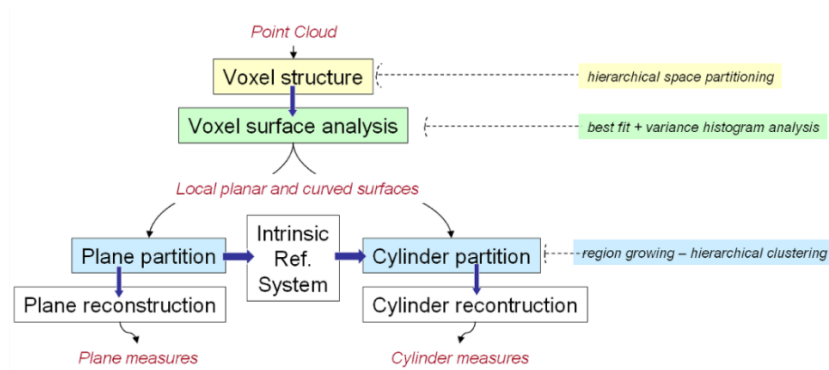 Point Cloud
Voxel structure
hierarchical space partitioning
Voxel surface analysis
best fit + variance histogram analysis
Local planar and curved surfaces
Plane partition
Intrinsic
Ref.
System
Cylinder partition
region growing – hierarchical clustering
Plane reconstruction
Cylinder recontruction
Plane measures
Cylinder measures